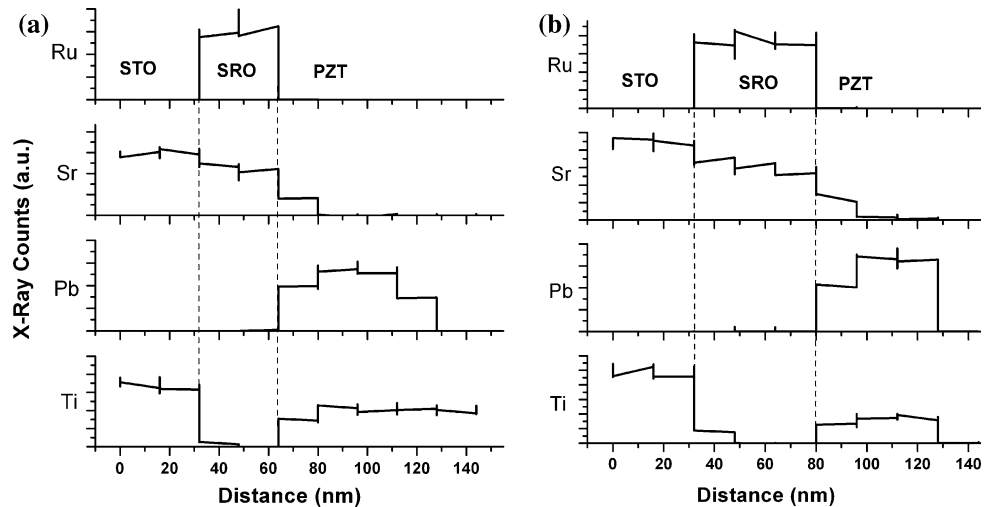 (a)
Ru
STO
SRO
PZT
Sr
Pb
Ti
X-Ray Counts (a.u.)
0 20 40 60 80 100 120 140
Distance (nm)
(b)
Ru
STO
SRO
PZT
Sr
Pb
Ti
0 20 40 60 80 100 120 140
Distance (nm)